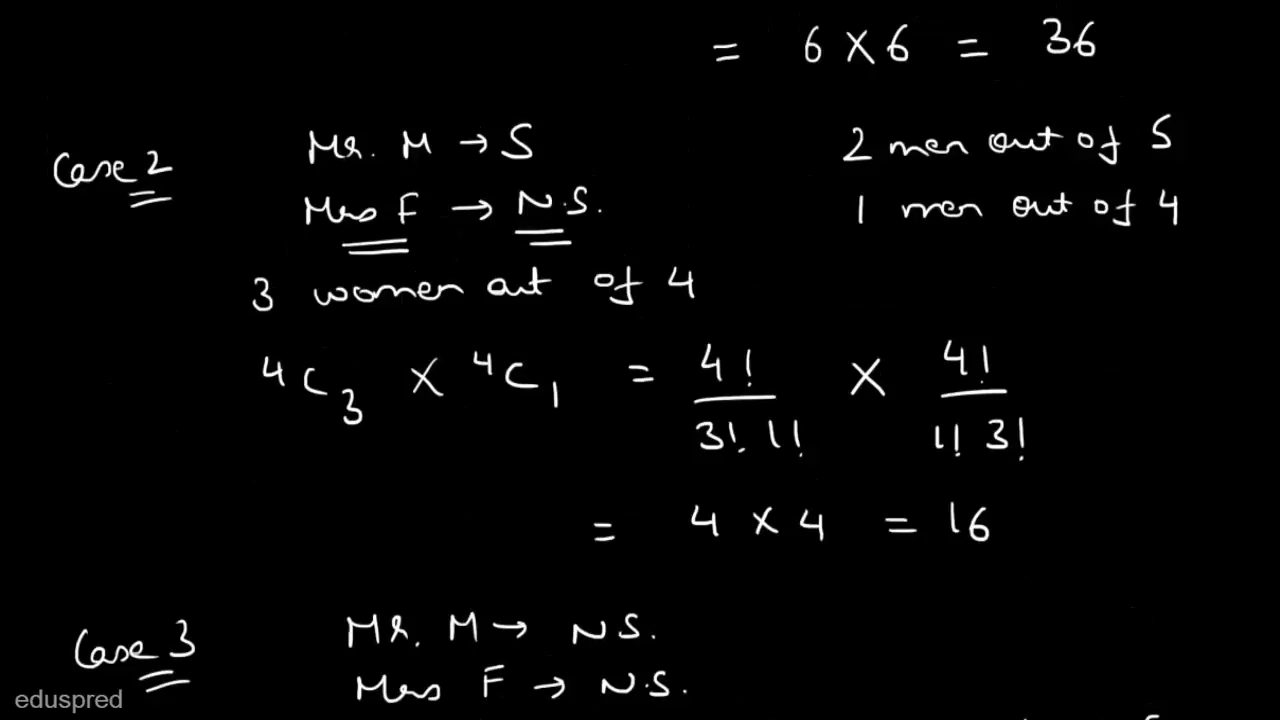 = 6 × 6 = 36
Case 2
Mr. M → S
2 men out of 5
Mrs F → N.S.
1 men out of 4
3 women out of 4
⁴C₃ × ⁴C₁ = 4!/3! 1! × 4!/1! 3!
= 4 × 4 = 16
Case 3
Mr. M → N S.
Mrs F → N.S.
eduspred